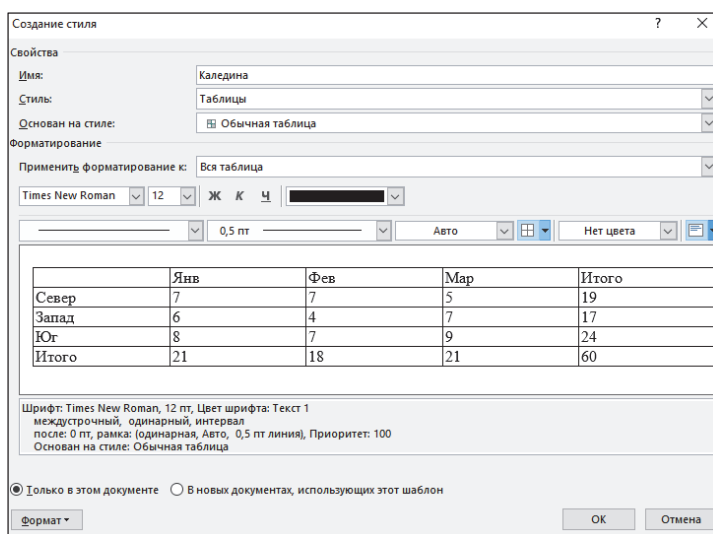 Создание стиля ? ×
Свойства
Имя: Каледина
Стиль: Таблицы
Основан на стиле: Обычная таблица
Форматирование
Применить форматирование к: Вся таблица
Times New Roman 12 Ж К Ч
0,5 пт Авто Нет цвета
Янв Фев Мар Итого
Север 7 7 5 19
Запад 6 4 7 17
Юг 8 7 9 24
Итого 21 18 21 60
Шрифт: Times New Roman, 12 пт, Цвет шрифта: Текст 1
междустрочный, одинарный, интервал
после: 0 пт, рамка: (одинарная, Авто, 0,5 пт линия), Приоритет: 100
Основан на стиле: Обычная таблица
Только в этом документе В новых документах, использующих этот шаблон
Формат ОК Отмена